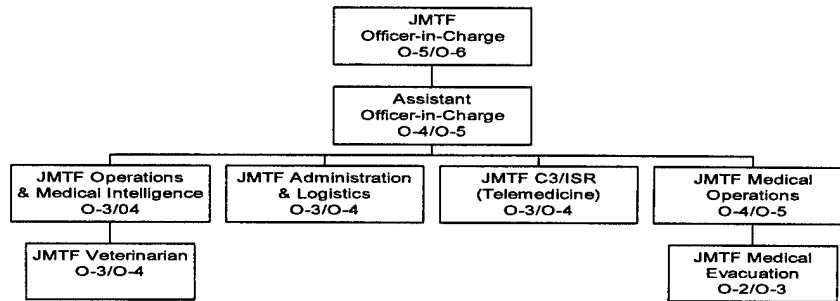 JMTF
Officer-in-Charge
O-5/O-6
Assistant
Officer-in-Charge
O-4/O-5
JMTF Operations
& Medical Intelligence
O-3/04
JMTF Administration
& Logistics
O-3/O-4
JMTF C3/ISR
(Telemedicine)
O-3/O-4
JMTF Medical
Operations
O-4/O-5
JMTF Veterinarian
O-3/O-4
JMTF Medical
Evacuation
O-2/O-3